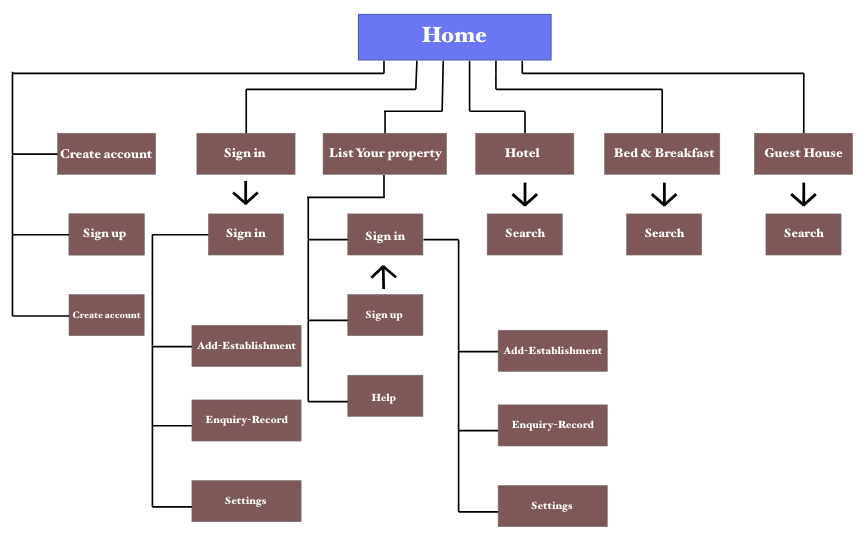 Home
Create account
Sign in
List Your property
Hotel
Bed & Breakfast
Guest House
Sign up
Sign in
Sign in
Search
Search
Search
Create account
Sign up
Add-Establishment
Add-Establishment
Help
Enquiry-Record
Enquiry-Record
Settings
Settings